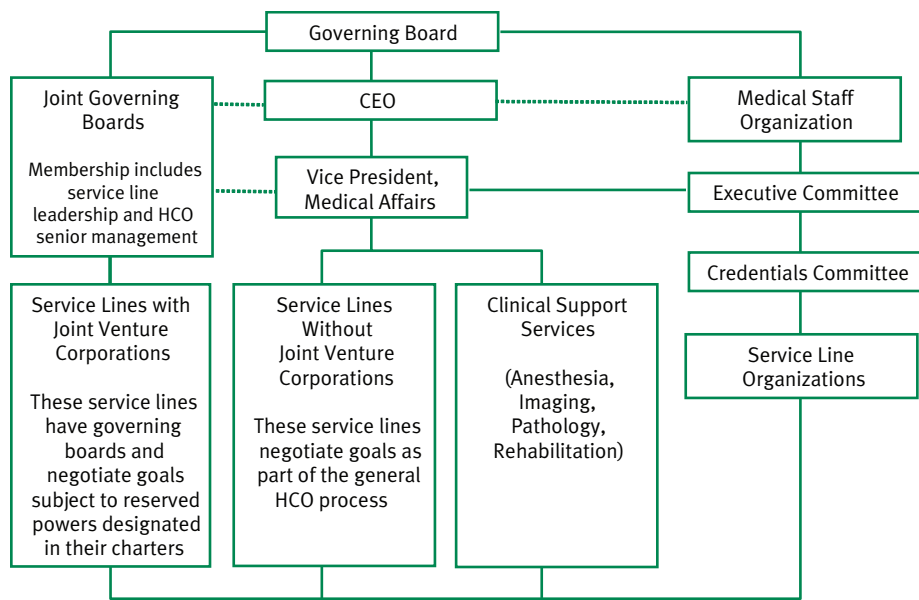 Governing Board
Joint Governing
Boards
Membership includes
service line
leadership and HCO
senior management
CEO
Medical Staff
Organization
Vice President,
Medical Affairs
Executive Committee
Credentials Committee
Service Lines with
Joint Venture
Corporations
These service lines
have governing
boards and
negotiate goals
subject to reserved
powers designated
in their charters
Service Lines
Without
Joint Venture
Corporations
These service lines
negotiate goals as
part of the general
HCO process
Clinical Support
Services
(Anesthesia,
Imaging,
Pathology,
Rehabilitation)
Service Line
Organizations